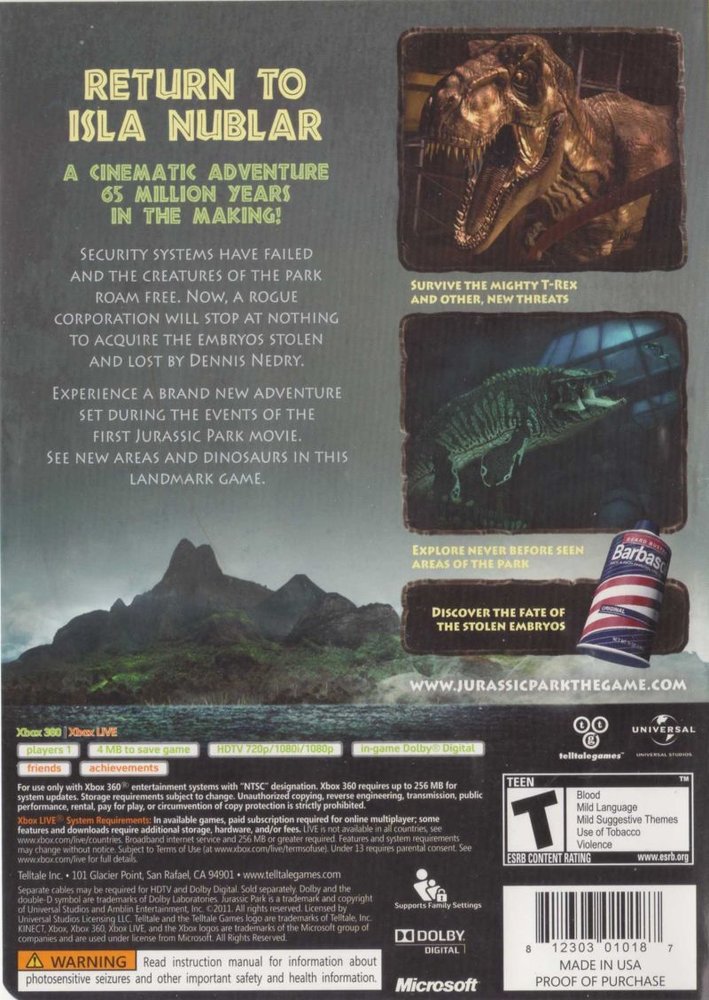 RETURN TO
ISLA NUBLAR
A CINEMATIC ADVENTURE
65 MILLION YEARS
IN THE MAKING!
SECURITY SYSTEMS HAVE FAILED
AND THE CREATURES OF THE PARK
ROAM FREE. NOW, A ROGUE
CORPORATION WILL STOP AT NOTHING
TO ACQUIRE THE EMBRYOS STOLEN
AND LOST BY DENNIS NEDRY.
EXPERIENCE A BRAND NEW ADVENTURE
SET DURING THE EVENTS OF THE
FIRST JURASSIC PARK MOVIE.
SEE NEW AREAS AND DINOSAURS IN THIS
LANDMARK GAME.
SURVIVE THE MIGHTY T-REX
AND OTHER, NEW THREATS
EXPLORE NEVER BEFORE SEEN
AREAS OF THE PARK
Barbaso
ORIGINAL
DISCOVER THE FATE OF
THE STOLEN EMBRYOS
WWW.JURASSICPARKTHEGAME.COM
Xbox 360 | Xbox LIVE
players 1
4 MB to save game
HDTV 720p/1080i/1080p
in-game Dolby® Digital
friends
achievements
ttg
telltalegames™
UNIVERSAL
UNIVERSAL STUDIOS
For use only with Xbox 360® entertainment systems with "NTSC" designation. Xbox 360 requires up to 256 MB for
system updates. Storage requirements subject to change. Unauthorized copying, reverse engineering, transmission, public
performance, rental, pay for play, or circumvention of copy protection is strictly prohibited.
Xbox LIVE® System Requirements: In available games, paid subscription required for online multiplayer; some
features and downloads require additional storage, hardware, and/or fees. LIVE is not available in all countries, see
www.xbox.com/live/countries. Broadband internet service and 256 MB or greater required. Features and system requirements
may change without notice. Subject to Terms of Use (at www.xbox.com/live/termsofuse). Under 13 requires parental consent. See
www.xbox.com/live for full details.
Telltale Inc. • 101 Glacier Point, San Rafael, CA 94901 • www.telltalegames.com
Separate cables may be required for HDTV and Dolby Digital. Sold separately. Dolby and the
double-D symbol are trademarks of Dolby Laboratories. Jurassic Park is a trademark and copyright
of Universal Studios and Amblin Entertainment, Inc. ©2011. All rights reserved. Licensed by
Universal Studios Licensing LLC. Telltale and the Telltale Games logo are trademarks of Telltale, Inc.
KINECT, Xbox, Xbox 360, Xbox LIVE, and the Xbox logos are trademarks of the Microsoft group of
companies and are used under license from Microsoft. All Rights Reserved.
WARNING Read instruction manual for information about
photosensitive seizures and other important safety and health information.
Supports Family Settings
DOLBY
DIGITAL
Microsoft
TEEN ™
T
Blood
Mild Language
Mild Suggestive Themes
Use of Tobacco
Violence
ESRB CONTENT RATING www.esrb.org
8 12303 01018 7
MADE IN USA
PROOF OF PURCHASE